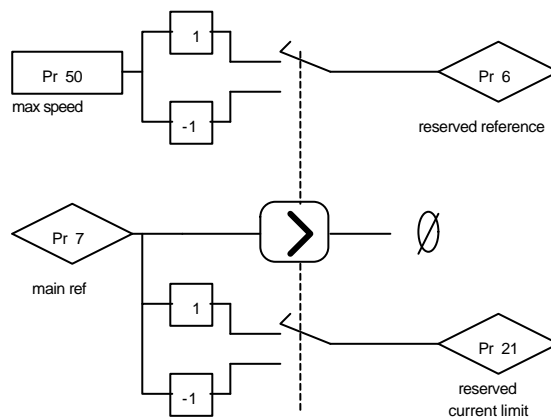 1
Pr 50
Pr 6
max speed
-1
reserved reference
Pr 7
>
0
main ref
1
Pr 21
-1
reserved
current limit